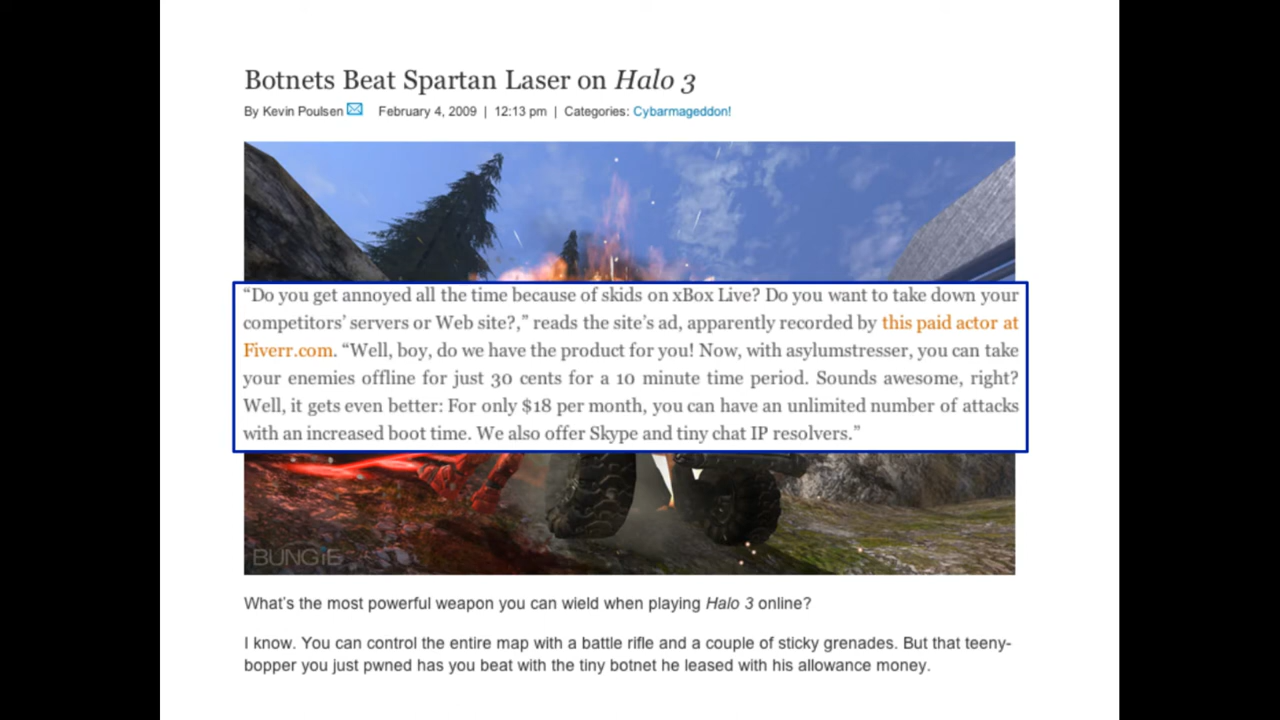 Botnets Beat Spartan Laser on Halo 3
By Kevin Poulsen February 4, 2009 | 12:13 pm | Categories: Cybarmageddon!
“Do you get annoyed all the time because of skids on xBox Live? Do you want to take down your
competitors’ servers or Web site?,” reads the site’s ad, apparently recorded by this paid actor at
Fiverr.com. “Well, boy, do we have the product for you! Now, with asylumstresser, you can take
your enemies offline for just 30 cents for a 10 minute time period. Sounds awesome, right?
Well, it gets even better: For only $18 per month, you can have an unlimited number of attacks
with an increased boot time. We also offer Skype and tiny chat IP resolvers.”
BUNGiE
What’s the most powerful weapon you can wield when playing Halo 3 online?
I know. You can control the entire map with a battle rifle and a couple of sticky grenades. But that teeny-
bopper you just pwned has you beat with the tiny botnet he leased with his allowance money.